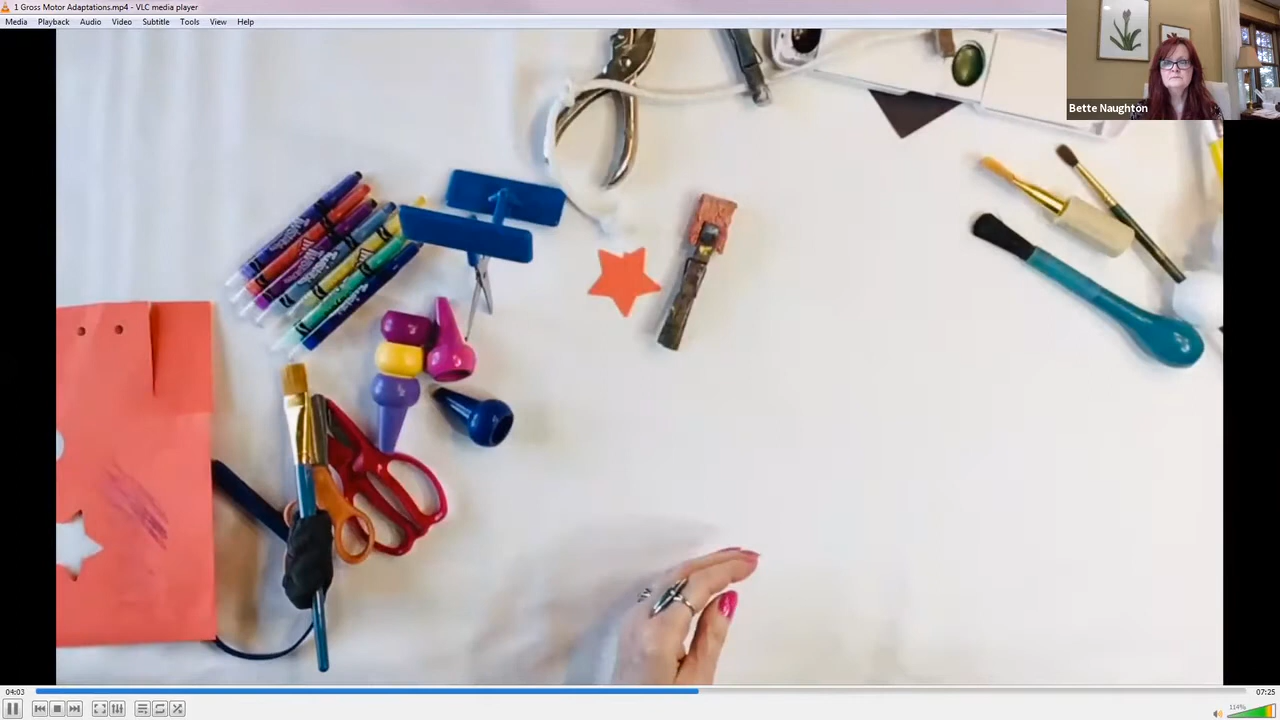 1 Gross Motor Adaptations.mp4 - VLC media player
Media Playback Audio Video Subtitle Tools View Help
Bette Naughton
04:03
07:25
114%